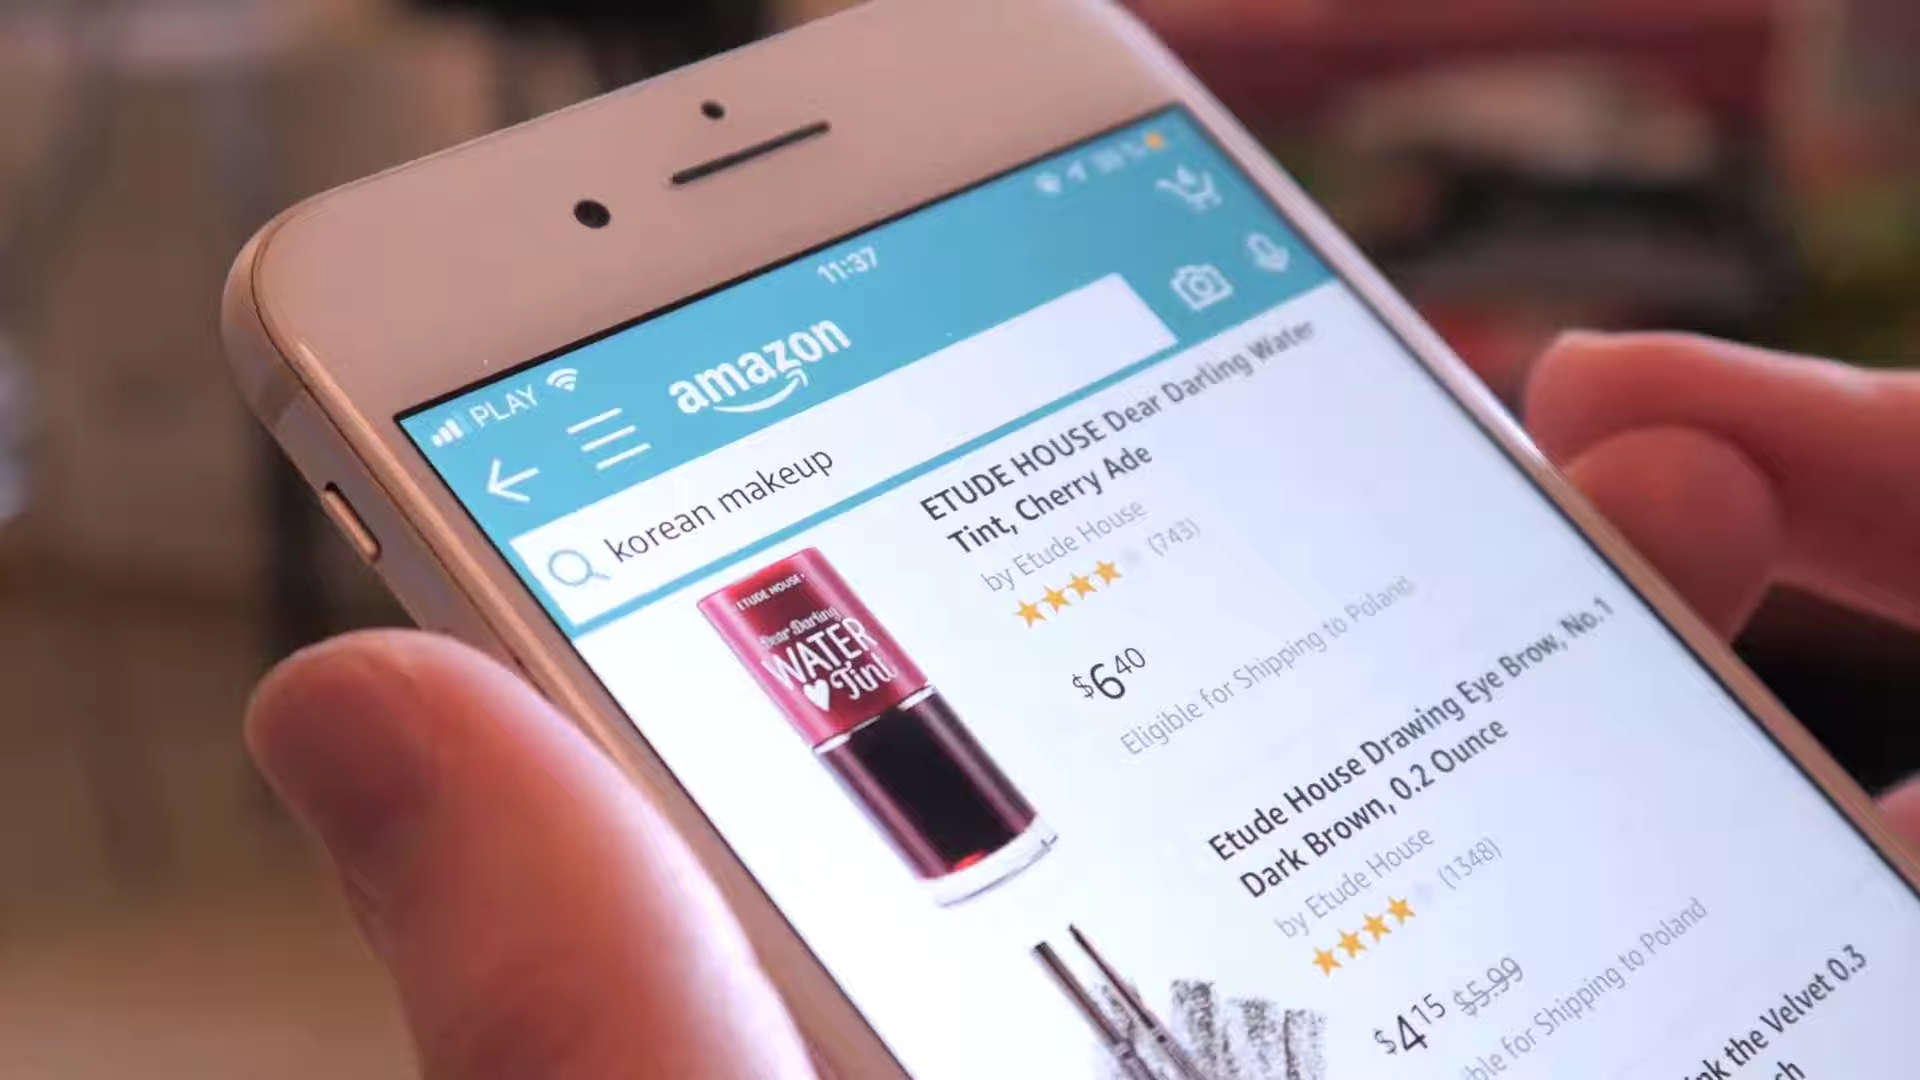 PLAY
11:37
amazon
korean makeup
ETUDE HOUSE
Dear Darling
WATER
Tint
ETUDE HOUSE Dear Darling Water
Tint, Cherry Ade
by Etude House
(743)
$6 40
Eligible for Shipping to Poland
Etude House Drawing Eye Brow, No.1
Dark Brown, 0.2 Ounce
by Etude House
(1348)
$4 15 $5.99
for Shipping to Poland
the Velvet 0.3